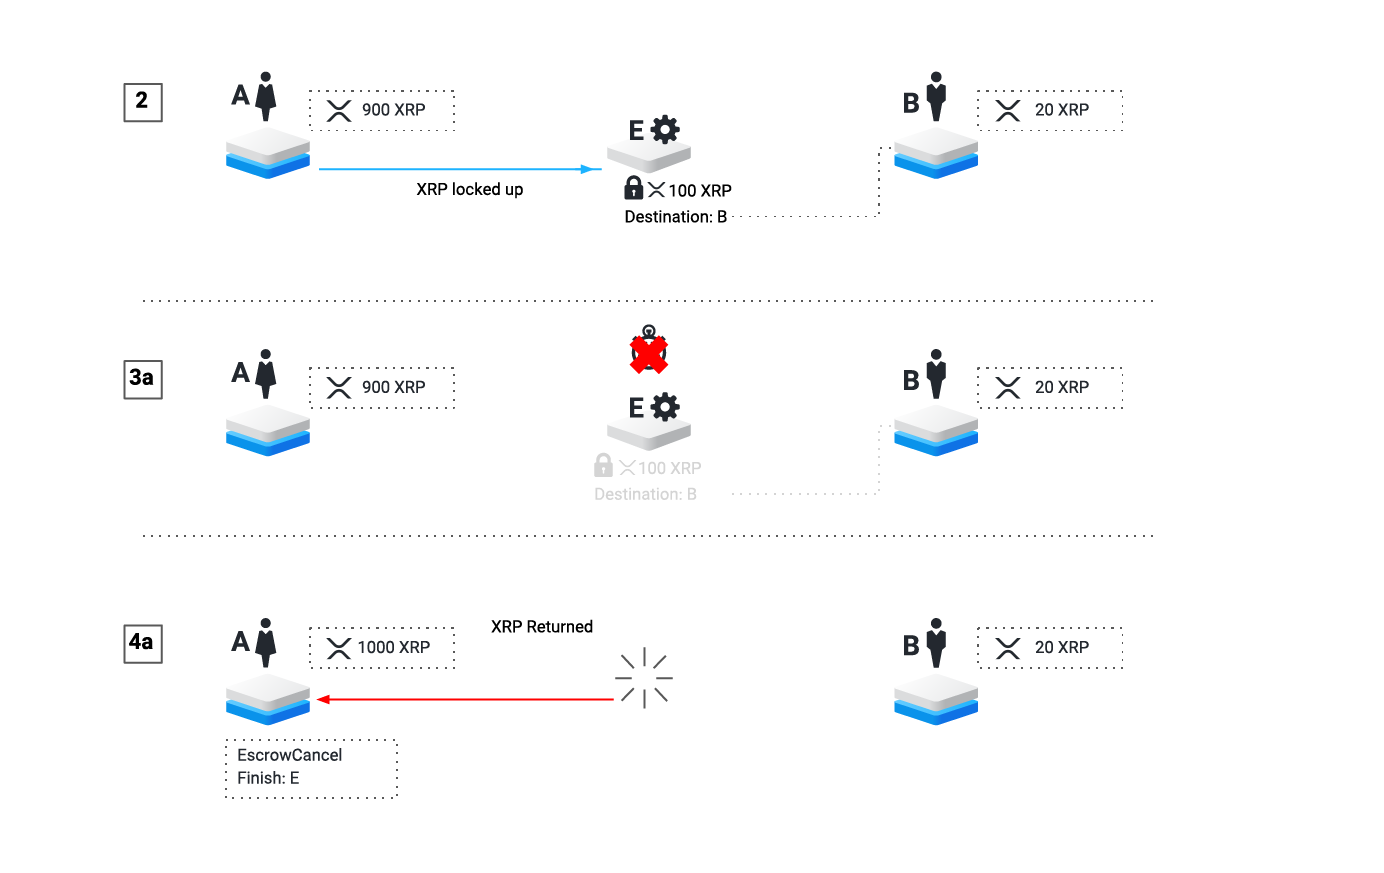 2
A
900 XRP
E
B
20 XRP
XRP locked up
100 XRP
Destination: B
3a
A
900 XRP
E
B
20 XRP
100 XRP
Destination: B
4a
A
1000 XRP
XRP Returned
B
20 XRP
EscrowCancel
Finish: E